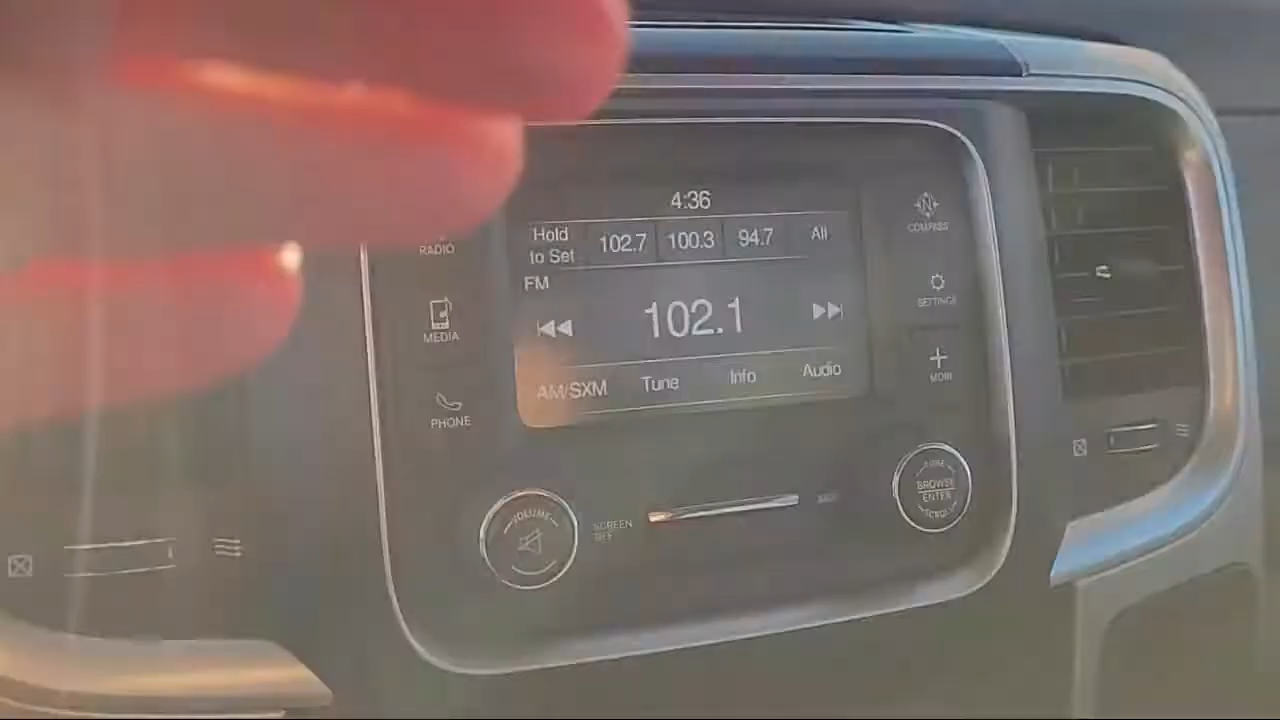 4:36
Hold to Set
102.7
100.3
94.7
All
FM
102.1
AM/SXM
Tune
Info
Audio
RADIO
MEDIA
PHONE
N
COMPASS
SETTINGS
MORE
VOLUME
SCREEN
OFF
BROWSE
ENTER
SCROLL